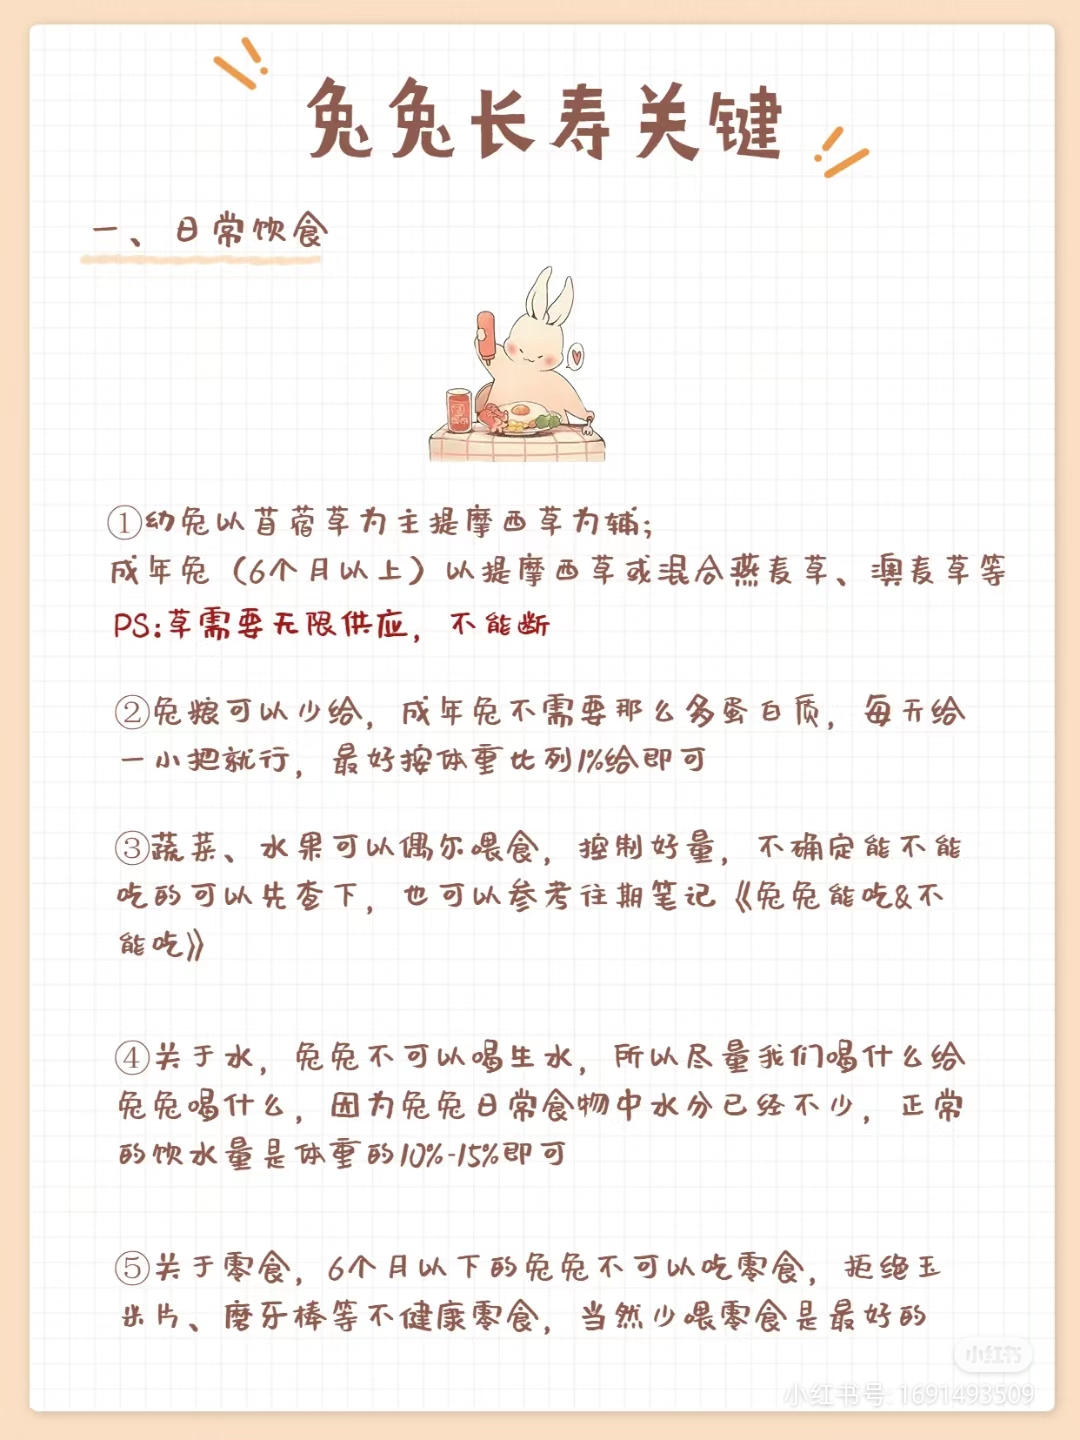 兔兔长寿关键
一、日常饮食
①幼兔以苜蓿草为主提摩西草为辅；
成年兔（6个月以上）以提摩西草或混合燕麦草、澳麦草等
PS:草需要无限供应，不能断
②兔粮可以少给，成年兔不需要那么多蛋白质，每天给
一小把就行，最好按体重比列1%给即可
③蔬菜、水果可以偶尔喂食，控制好量，不确定能不能
吃的可以先查下，也可以参考往期笔记《兔兔能吃&不
能吃》
④关于水，兔兔不可以喝生水，所以尽量我们喝什么给
兔兔喝什么，因为兔兔日常食物中水分已经不少，正常
的饮水量是体重的10%-15%即可
⑤关于零食，6个月以下的兔兔不可以吃零食，拒绝玉
米片、磨牙棒等不健康零食，当然少喂零食是最好的
小红书
小红书号: 1691493509